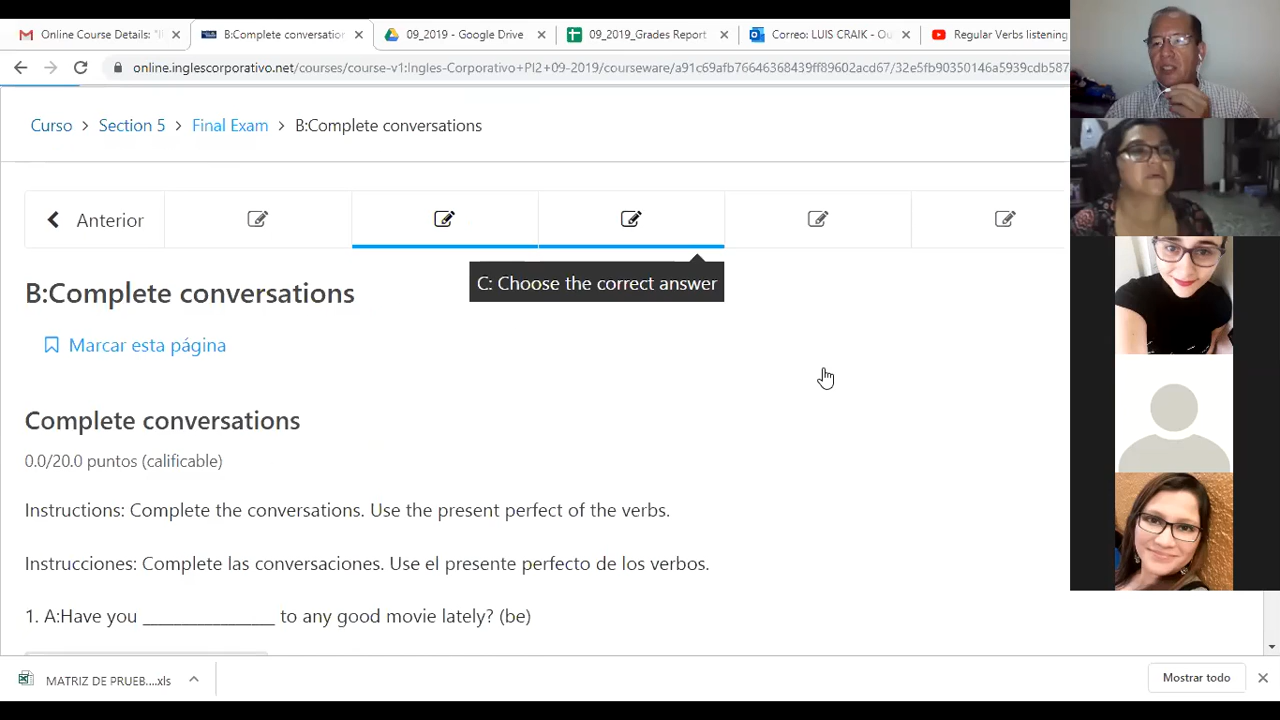 Online Course Details: "I
B:Complete conversation
09_2019 - Google Drive
09_2019_Grades Report
Correo: LUIS CRAIK - Ou
Regular Verbs listening
online.inglescorporativo.net/courses/course-v1:Ingles-Corporativo+PI2+09-2019/courseware/a91c69afb76646368439ff89602acd67/32e5fb90350146a5939cdb587
Curso > Section 5 > Final Exam > B:Complete conversations
Anterior
C: Choose the correct answer
B:Complete conversations
Marcar esta página
Complete conversations
0.0/20.0 puntos (calificable)
Instructions: Complete the conversations. Use the present perfect of the verbs.
Instrucciones: Complete las conversaciones. Use el presente perfecto de los verbos.
1. A:Have you ________________ to any good movie lately? (be)
MATRIZ DE PRUEB....xls
Mostrar todo